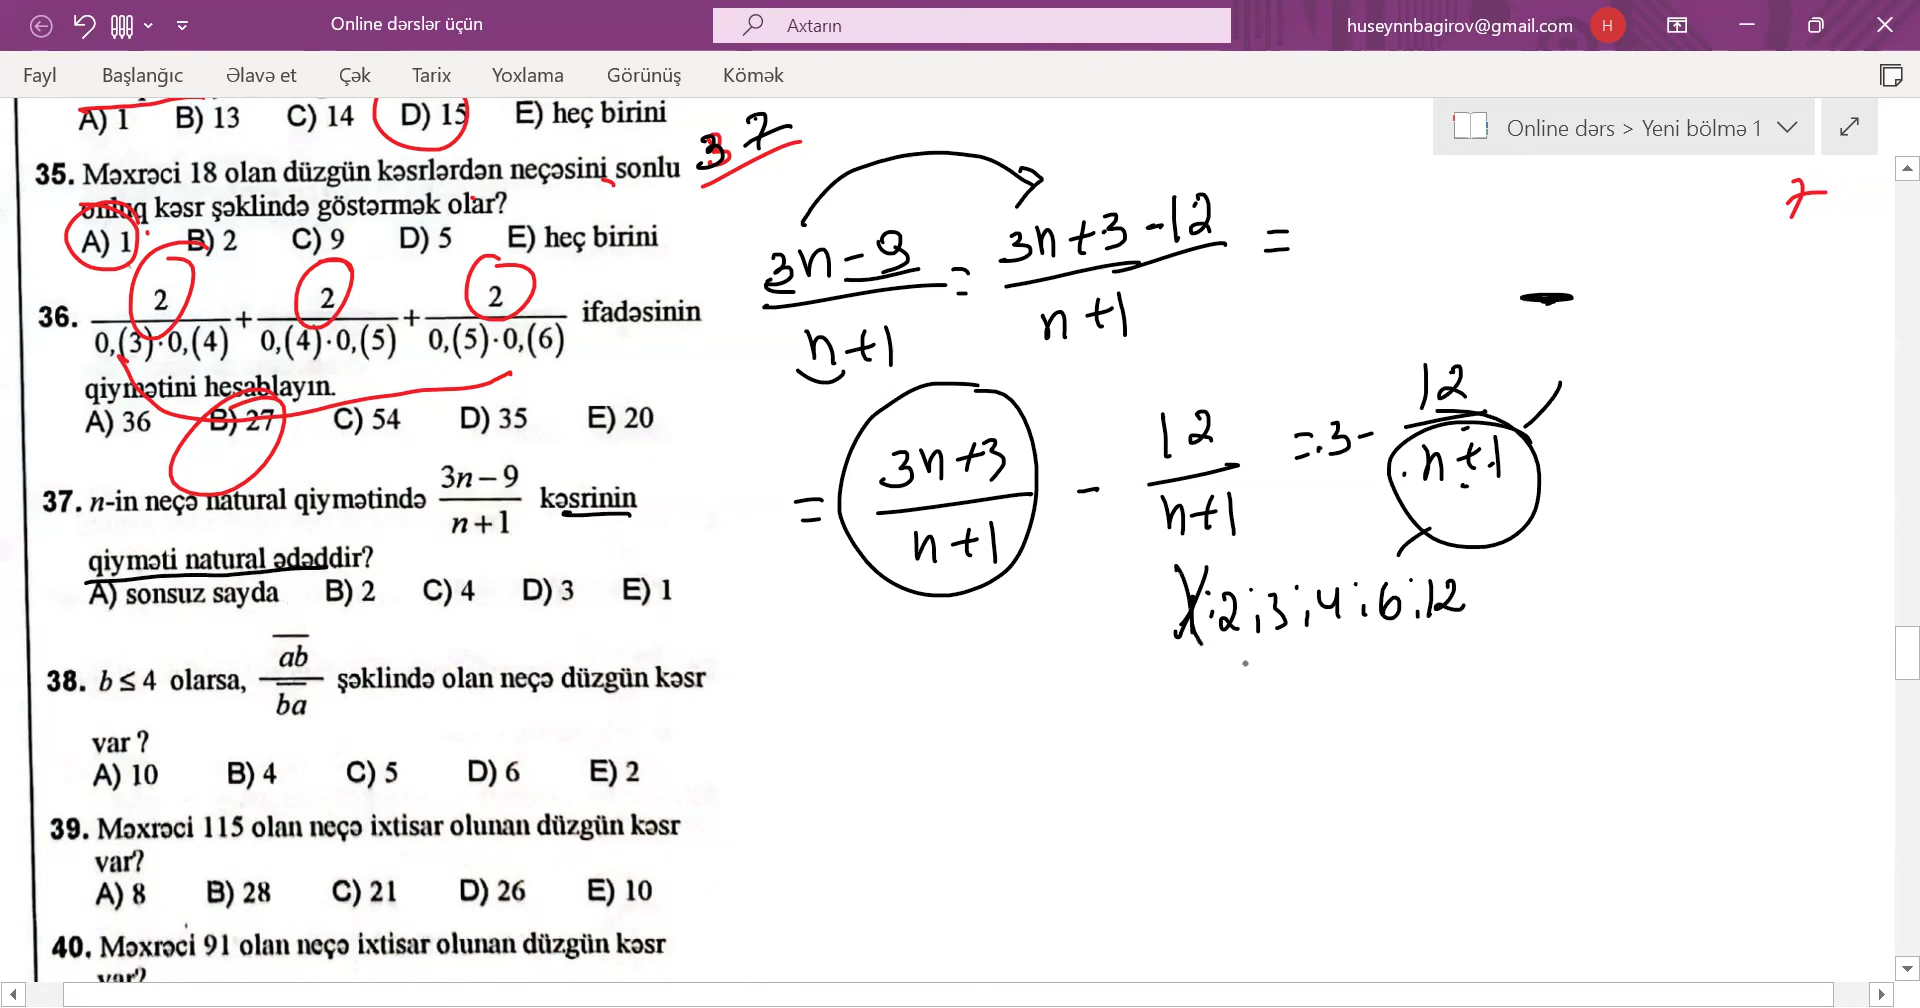 Online dərslər üçün
Axtarın
huseynnbagirov@gmail.com
H
Fayl Başlanğıc Əlavə et Çək Tarix Yoxlama Görünüş Kömək
Online dərs > Yeni bölmə 1
A) 1 B) 13 C) 14 D) 15 E) heç birini
35. Məxrəci 18 olan düzgün kəsrlərdən neçəsini sonlu
onluq kəsr şəklində göstərmək olar?
A) 1 B) 2 C) 9 D) 5 E) heç birini
36. 2/(0,(3)·0,(4)) + 2/(0,(4)·0,(5)) + 2/(0,(5)·0,(6)) ifadəsinin
qiymətini hesablayın.
A) 36 B) 27 C) 54 D) 35 E) 20
37. n-in neçə natural qiymətində (3n−9)/(n+1) kəsrinin
qiyməti natural ədəddir?
A) sonsuz sayda B) 2 C) 4 D) 3 E) 1
38. b ≤ 4 olarsa, ab/ba şəklində olan neçə düzgün kəsr
var ?
A) 10 B) 4 C) 5 D) 6 E) 2
39. Məxrəci 115 olan neçə ixtisar olunan düzgün kəsr
var?
A) 8 B) 28 C) 21 D) 26 E) 10
40. Məxrəci 91 olan neçə ixtisar olunan düzgün kəsr
var?
37
7
(3n-9)/(n+1) = (3n+3-12)/(n+1) =
= (3n+3)/(n+1) - 12/(n+1) = 3 - 12/(n+1)
1;2;3;4;6;12